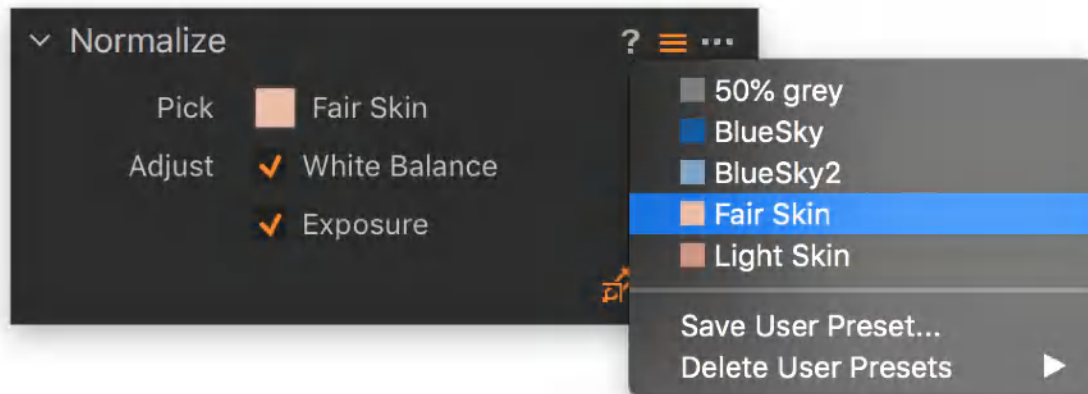 Normalize
?
Pick Fair Skin
Adjust White Balance
Exposure
50% grey
BlueSky
BlueSky2
Fair Skin
Light Skin
Save User Preset...
Delete User Presets